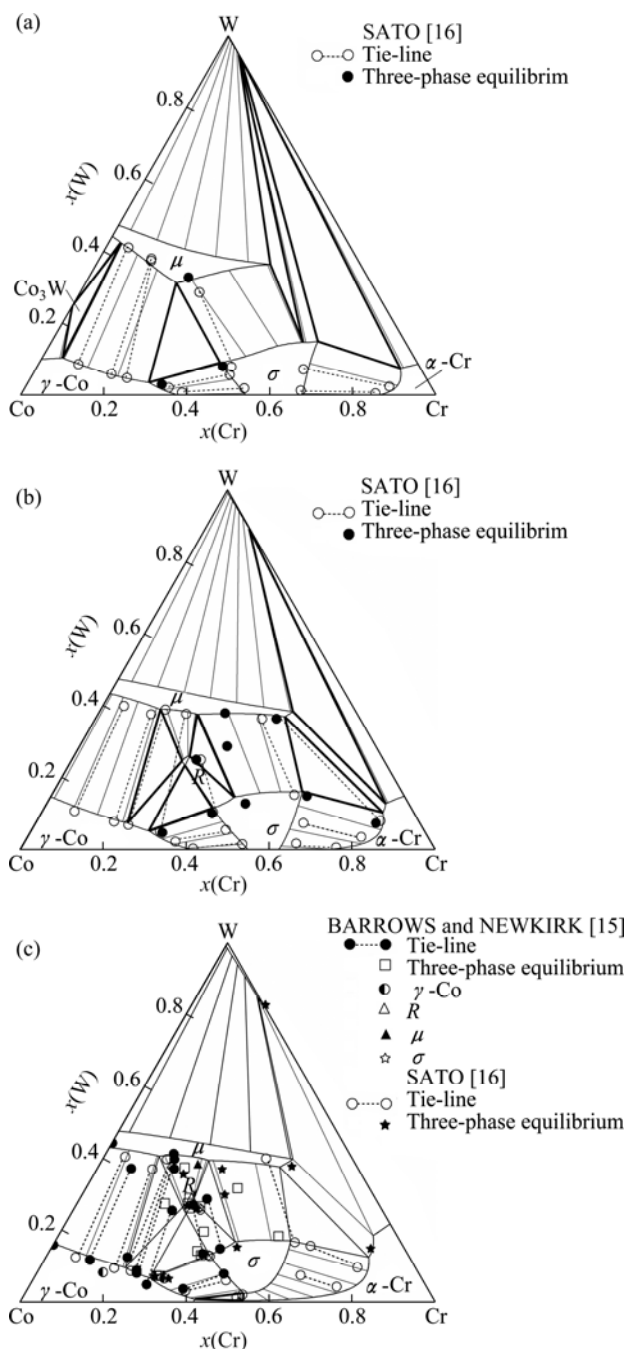 (a)
W
SATO [16]
Tie-line
Three-phase equilibrim
0.8
x(W)
0.6
0.4
μ
Co3W
0.2
γ-Co
σ
α-Cr
Co 0.2 0.4 0.6 0.8 Cr
x(Cr)
(b)
W
SATO [16]
Tie-line
Three-phase equilibrim
0.8
x(W)
0.6
0.4
μ
0.2
R
γ-Co
σ
α-Cr
Co 0.2 0.4 0.6 0.8 Cr
x(Cr)
(c)
W
BARROWS and NEWKIRK [15]
Tie-line
Three-phase equilibrium
γ-Co
R
μ
σ
SATO [16]
Tie-line
Three-phase equilibrium
0.8
x(W)
0.6
0.4
μ
R
0.2
σ
γ-Co
α-Cr
Co 0.2 0.4 0.6 0.8 Cr
x(Cr)